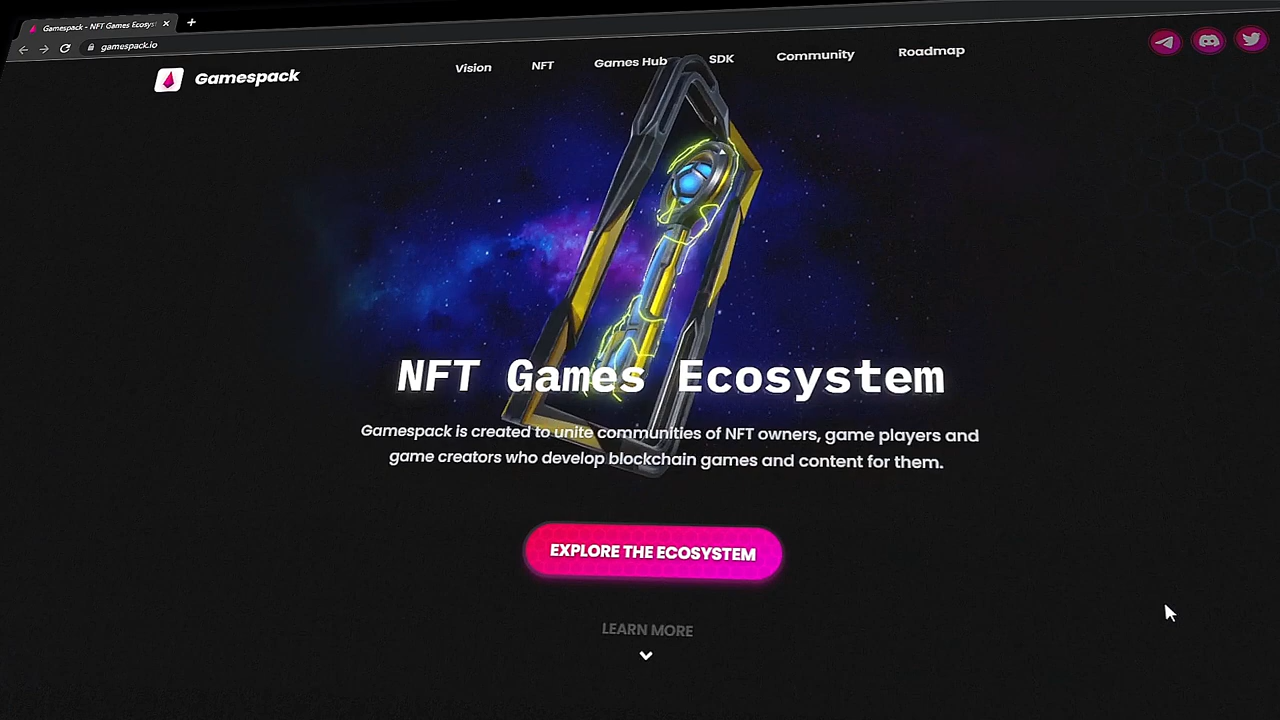 Gamespack - NFT Games Ecosyst
gamespack.io
Gamespack
Vision
NFT
Games Hub
SDK
Community
Roadmap
NFT Games Ecosystem
Gamespack is created to unite communities of NFT owners, game players and
game creators who develop blockchain games and content for them.
EXPLORE THE ECOSYSTEM
LEARN MORE